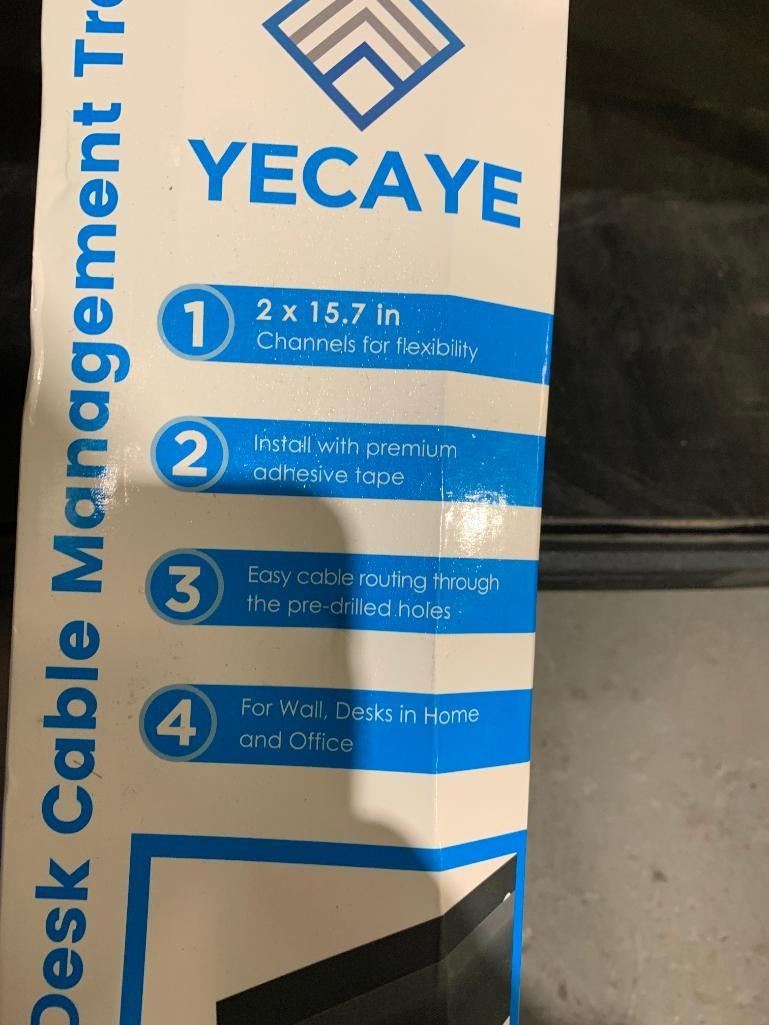 YECAYE
1
2 x 15.7 in
Channels for flexibility
2
Install with premium
adhesive tape
3
Easy cable routing through
the pre-drilled holes
4
For Wall, Desks in Home
and Office
Desk Cable Management